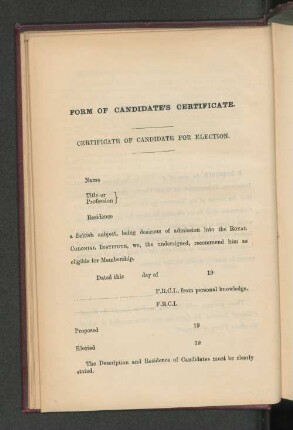 FORM OF CANDIDATE'S CERTIFICATE.
CERTIFICATE OF CANDIDATE FOR ELECTION.
Name
Title or
Profession }
Residence
a British subject, being desirous of admission into the ROYAL
COLONIAL INSTITUTE, we, the undersigned, recommend him as
eligible for Membership.
Dated this day of 19
F.R.C.I., from personal knowledge.
F.R.C.I.
Proposed 19
Elected 19
The Description and Residence of Candidates must be clearly
stated.